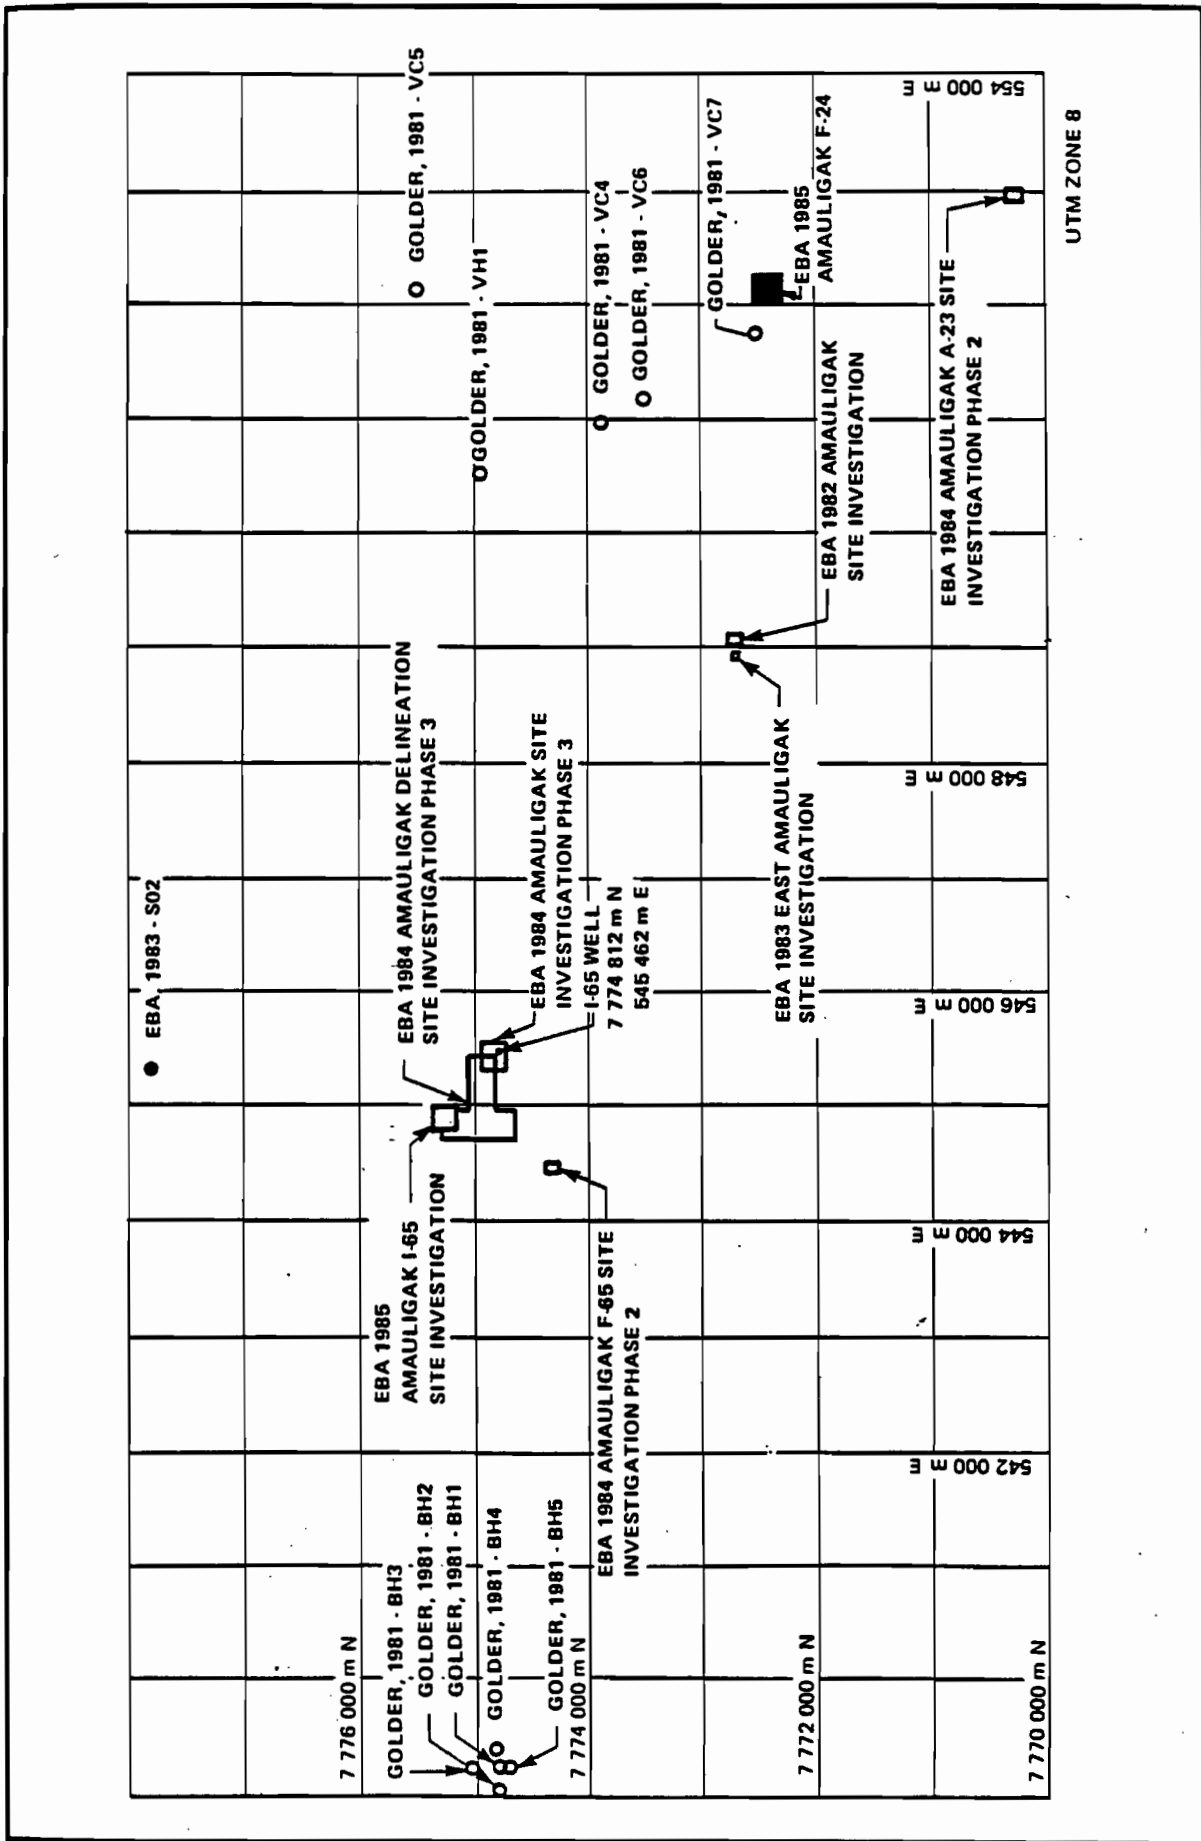 EBA, 1983 - S02
GOLDER, 1981 - VC5
7 776 000 m N
GOLDER, 1981 - BH3
GOLDER, 1981 - BH2
GOLDER, 1981 - BH1
GOLDER, 1981 - BH4
GOLDER, 1981 - BH5
7 774 000 m N
EBA 1985
AMAULIGAK I-65
SITE INVESTIGATION
EBA 1984 AMAULIGAK DELINEATION
SITE INVESTIGATION PHASE 3
GOLDER, 1981 - VH1
EBA 1984 AMAULIGAK SITE
INVESTIGATION PHASE 3
I-65 WELL
7 774 812 m N
545 462 m E
EBA 1984 AMAULIGAK F-65 SITE
INVESTIGATION PHASE 2
GOLDER, 1981 - VC4
GOLDER, 1981 - VC6
GOLDER, 1981 - VC7
EBA 1985
AMAULIGAK F-24
EBA 1983 EAST AMAULIGAK
SITE INVESTIGATION
EBA 1982 AMAULIGAK
SITE INVESTIGATION
7 772 000 m N
EBA 1984 AMAULIGAK A-23 SITE
INVESTIGATION PHASE 2
542 000 m E
544 000 m E
546 000 m E
548 000 m E
554 000 m E
7 770 000 m N
UTM ZONE 8